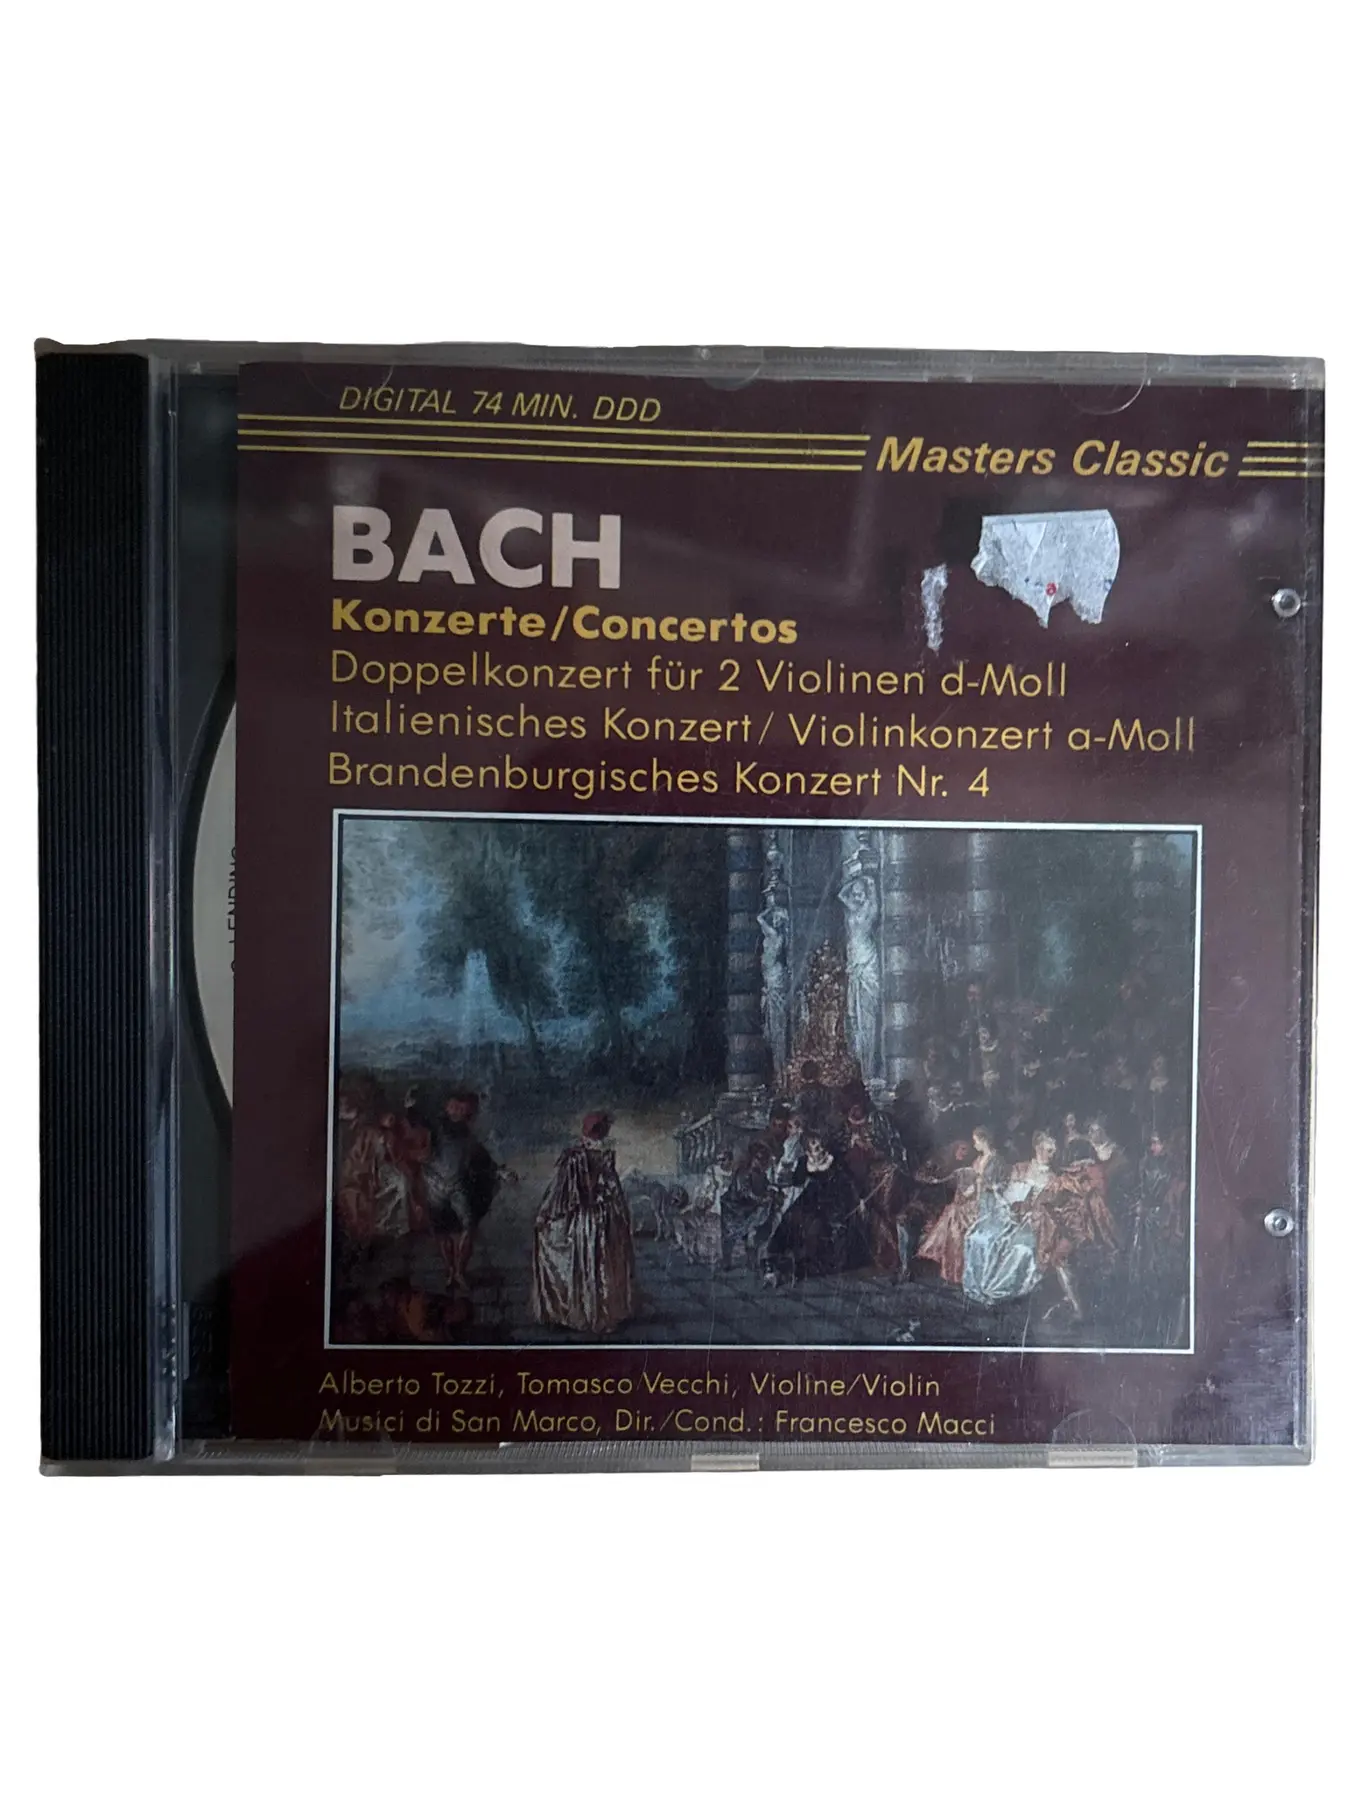 DIGITAL 74 MIN. DDD
Masters Classic
BACH
Konzerte/Concertos
Doppelkonzert für 2 Violinen d-Moll
Italienisches Konzert/ Violinkonzert a-Moll
Brandenburgisches Konzert Nr. 4
LENDING
Alberto Tozzi, Tomasco Vecchi, Violine/Violin
Musici di San Marco, Dir./Cond.: Francesco Macci